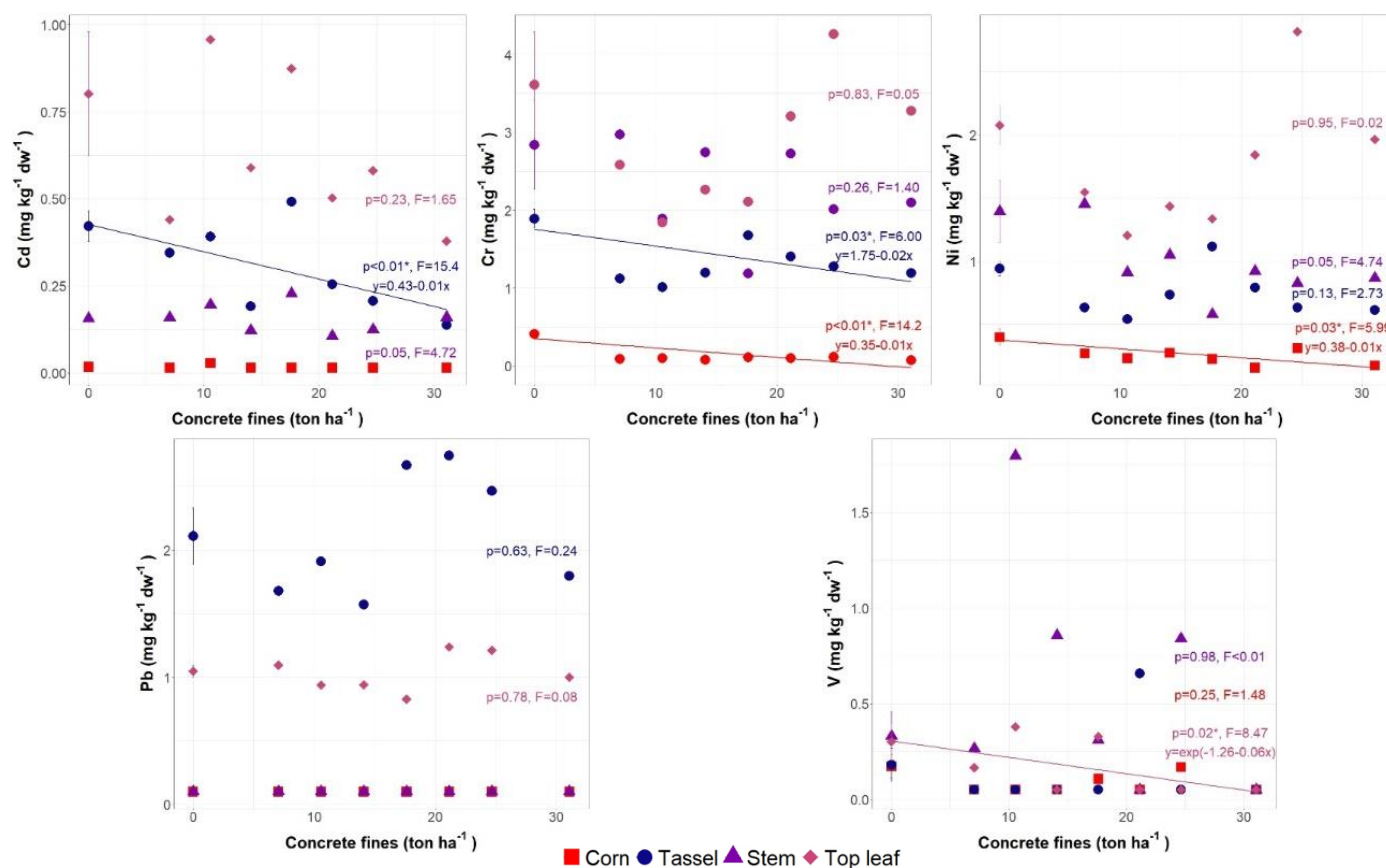 1.00
0.75
0.50
0.25
0.00
Cd (mg kg-1 dw-1)
p=0.23, F=1.65
p<0.01*, F=15.4
y=0.43-0.01x
p=0.05, F=4.72
0 10 20 30
Concrete fines (ton ha-1 )
4
3
2
1
0
Cr (mg kg-1 dw-1)
p=0.83, F=0.05
p=0.26, F=1.40
p=0.03*, F=6.00
y=1.75-0.02x
p<0.01*, F=14.2
y=0.35-0.01x
0 10 20 30
Concrete fines (ton ha-1 )
2
1
Ni (mg kg-1 dw-1)
p=0.95, F=0.02
p=0.05, F=4.74
p=0.13, F=2.73
p=0.03*, F=5.99
y=0.38-0.01x
0 10 20 30
Concrete fines (ton ha-1 )
2
1
0
Pb (mg kg-1 dw-1)
p=0.63, F=0.24
p=0.78, F=0.08
0 10 20 30
Concrete fines (ton ha-1 )
1.5
1.0
0.5
0.0
V (mg kg-1 dw-1)
p=0.98, F<0.01
p=0.25, F=1.48
p=0.02*, F=8.47
y=exp(-1.26-0.06x)
0 10 20 30
Concrete fines (ton ha-1 )
Corn Tassel Stem Top leaf